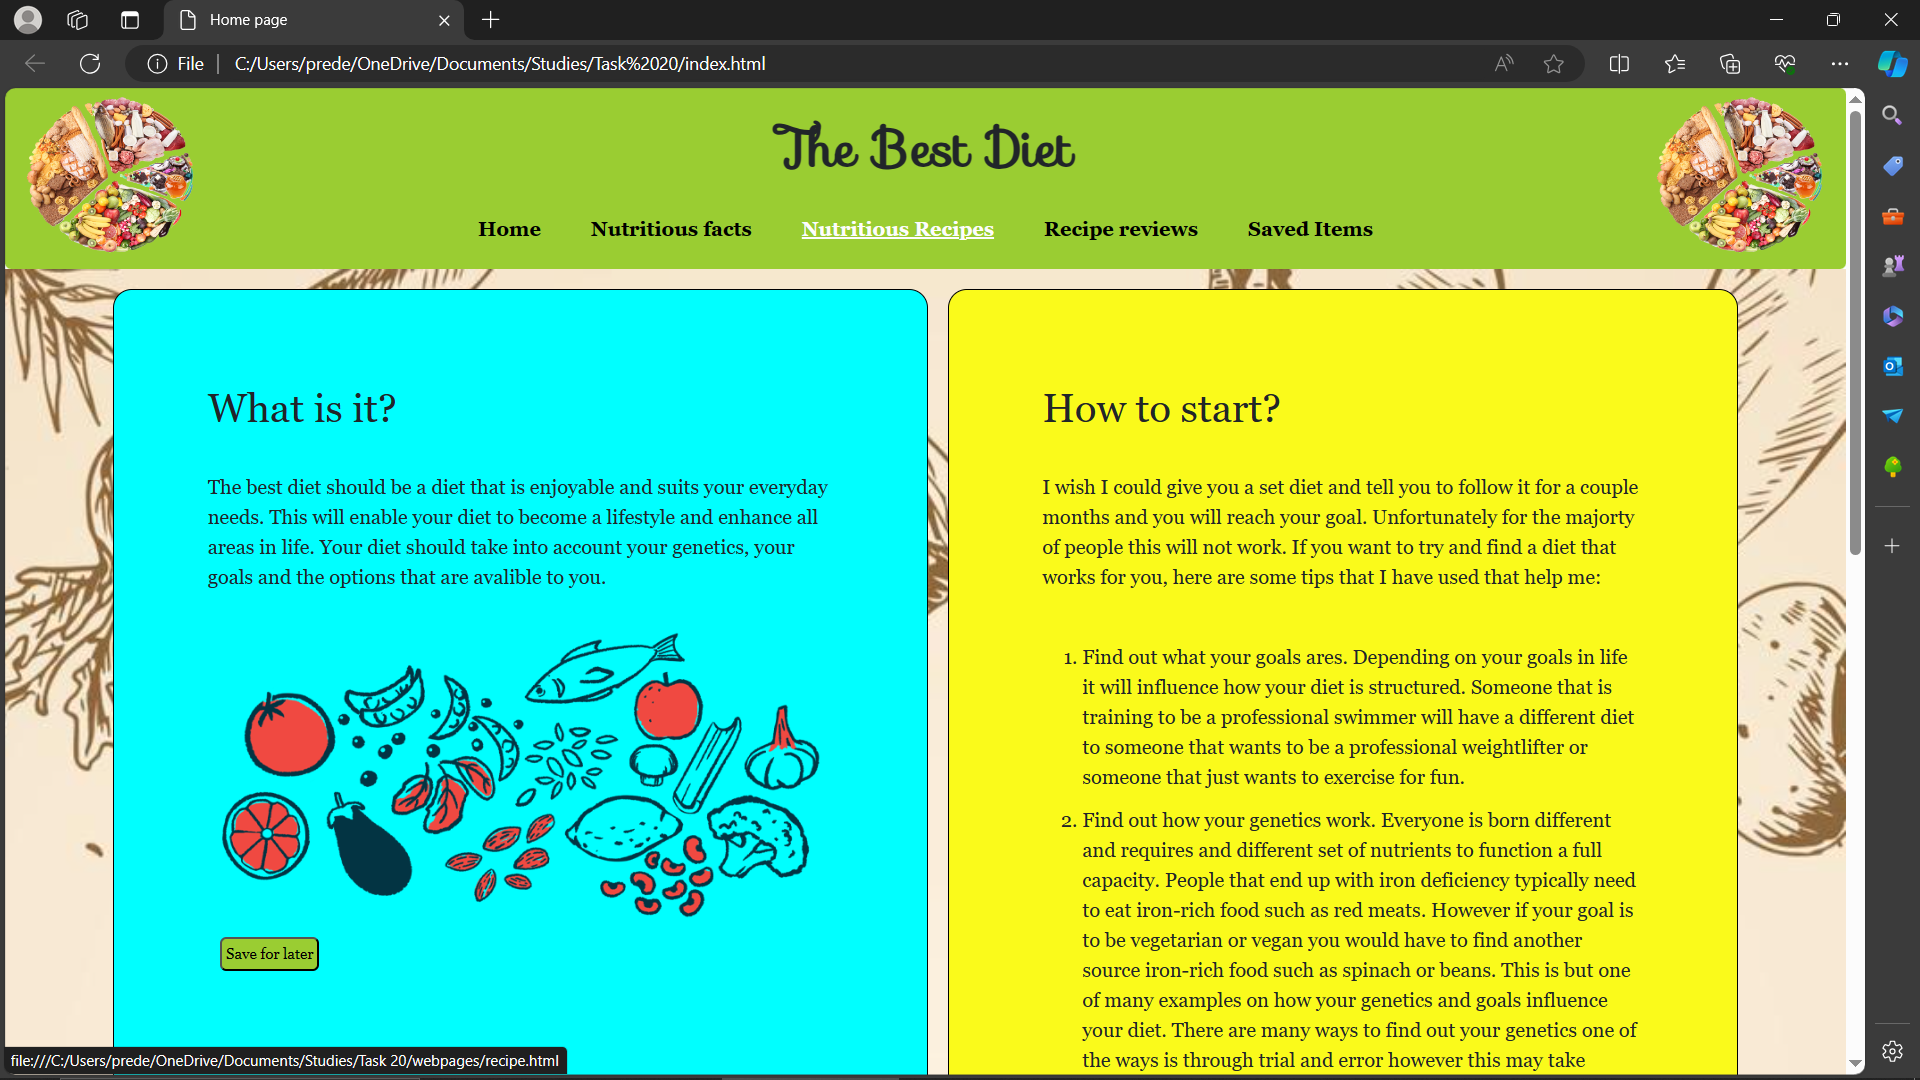 Home page
File
C:/Users/prede/OneDrive/Documents/Studies/Task%2020/index.html
The Best Diet
Home
Nutritious facts
Nutritious Recipes
Recipe reviews
Saved Items
What is it?
The best diet should be a diet that is enjoyable and suits your everyday
needs. This will enable your diet to become a lifestyle and enhance all
areas in life. Your diet should take into account your genetics, your
goals and the options that are avalible to you.
Save for later
How to start?
I wish I could give you a set diet and tell you to follow it for a couple
months and you will reach your goal. Unfortunately for the majorty
of people this will not work. If you want to try and find a diet that
works for you, here are some tips that I have used that help me:
1. Find out what your goals ares. Depending on your goals in life
it will influence how your diet is structured. Someone that is
training to be a professional swimmer will have a different diet
to someone that wants to be a professional weightlifter or
someone that just wants to exercise for fun.
2. Find out how your genetics work. Everyone is born different
and requires and different set of nutrients to function a full
capacity. People that end up with iron deficiency typically need
to eat iron-rich food such as red meats. However if your goal is
to be vegetarian or vegan you would have to find another
source iron-rich food such as spinach or beans. This is but one
of many examples on how your genetics and goals influence
your diet. There are many ways to find out your genetics one of
the ways is through trial and error however this may take
file:///C:/Users/prede/OneDrive/Documents/Studies/Task 20/webpages/recipe.html